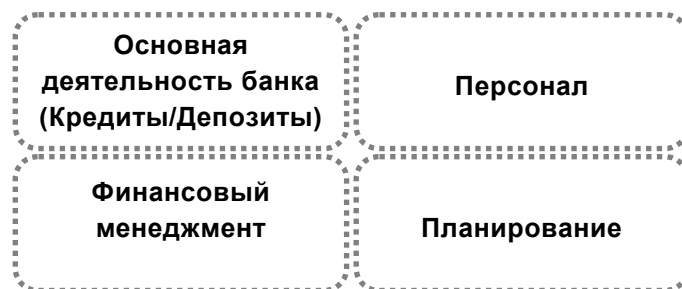 Основная
деятельность банка
(Кредиты/Депозиты)
Персонал
Финансовый
менеджмент
Планирование